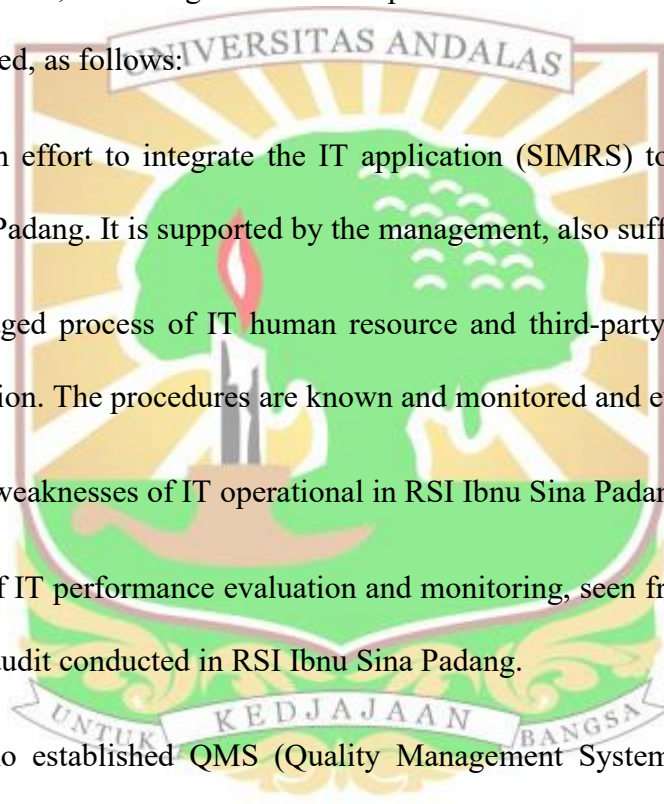 UNIVERSITAS ANDALAS
ed, as follows:
effort to integrate the IT application (SIMRS) to
Padang. It is supported by the management, also suff
ged process of IT human resource and third-party
ion. The procedures are known and monitored and e
weaknesses of IT operational in RSI Ibnu Sina Padan
f IT performance evaluation and monitoring, seen fr
audit conducted in RSI Ibnu Sina Padang.
UNTUK KEDJAJAAN BANGSA
o established QMS (Quality Management System